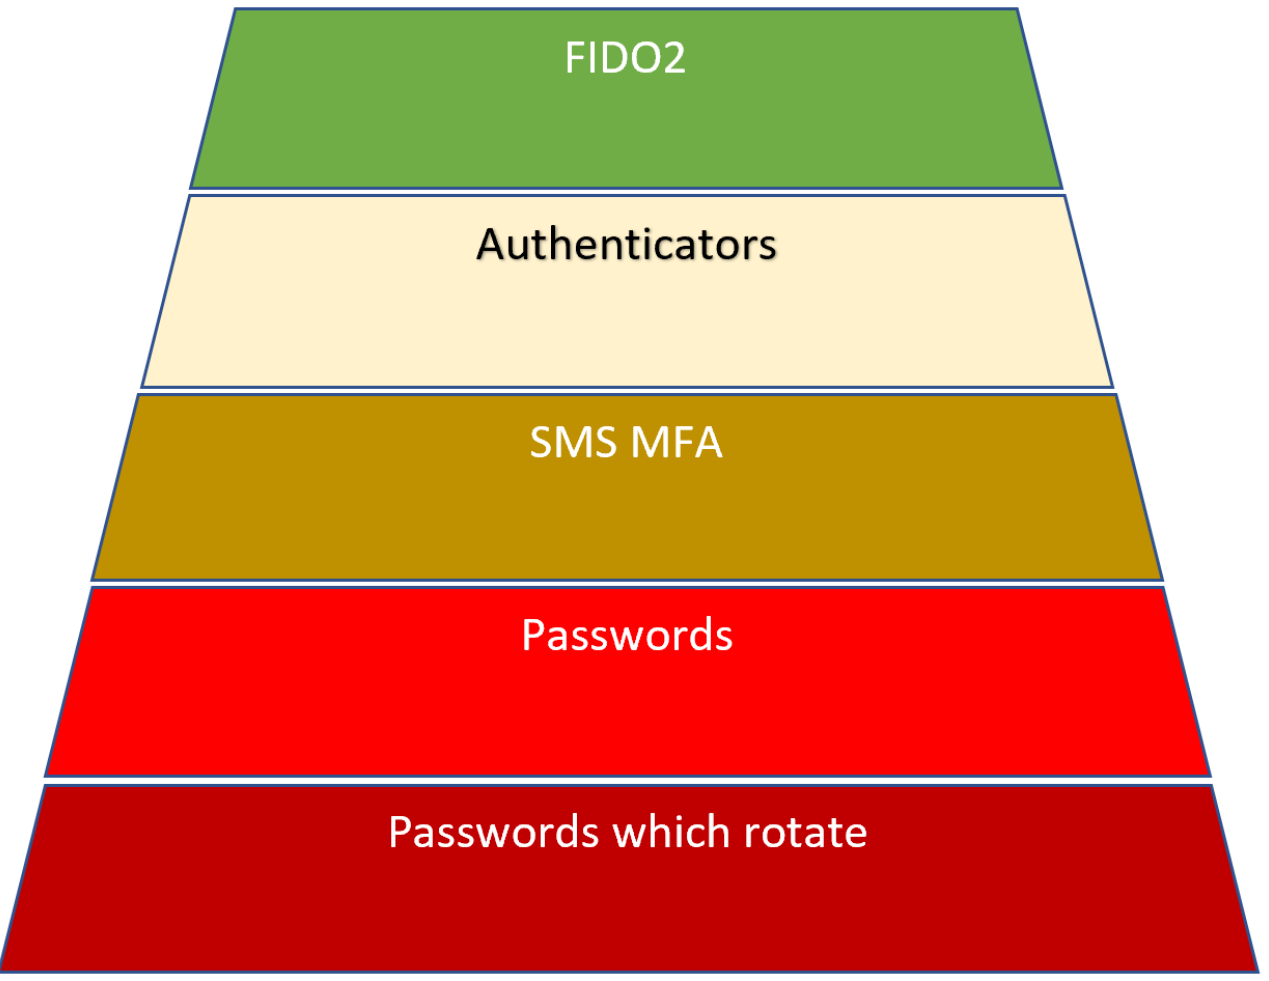 FIDO2
Authenticators
SMS MFA
Passwords
Passwords which rotate